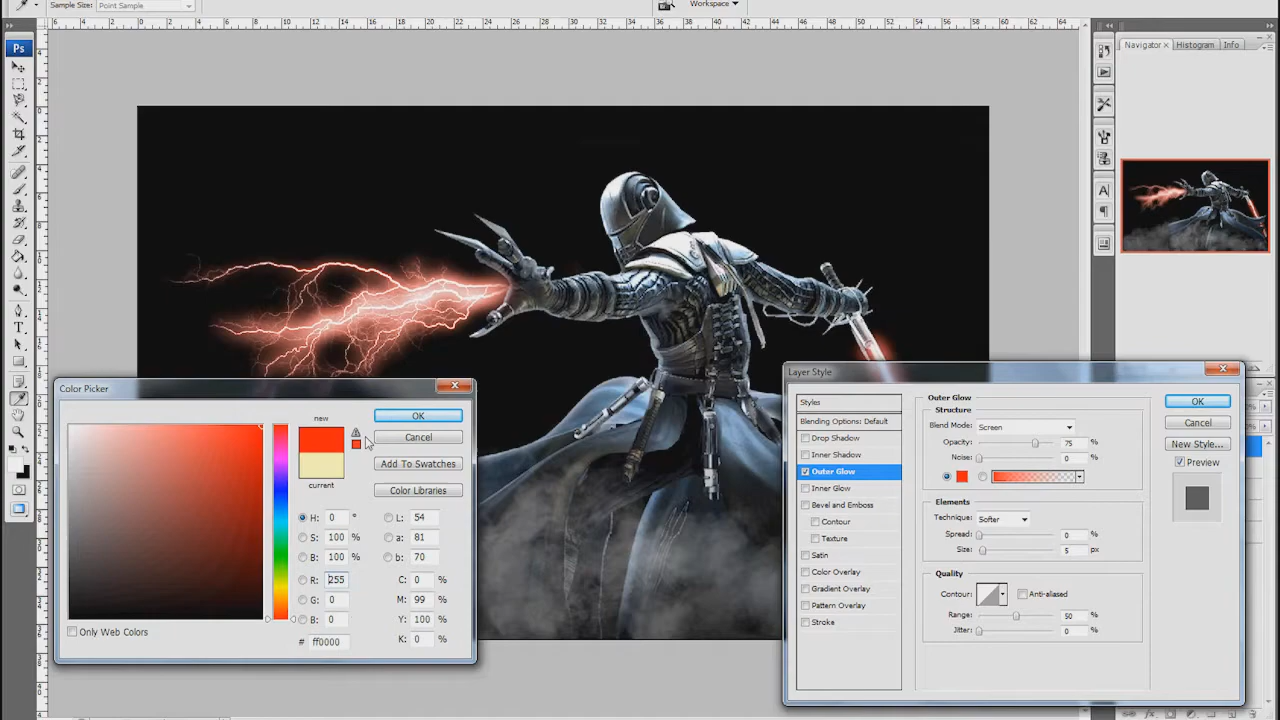 Sample Size: Point Sample
Workspace
Ps
Navigator Histogram Info
Color Picker
new
current
OK
Cancel
Add To Swatches
Color Libraries
H: 0 °
S: 100 %
B: 100 %
R: 255
G: 0
B: 0
# ff0000
L: 54
a: 81
b: 70
C: 0 %
M: 99 %
Y: 100 %
K: 0 %
Only Web Colors
Layer Style
Styles
Blending Options: Default
Drop Shadow
Inner Shadow
Outer Glow
Inner Glow
Bevel and Emboss
Contour
Texture
Satin
Color Overlay
Gradient Overlay
Pattern Overlay
Stroke
Outer Glow
Structure
Blend Mode: Screen
Opacity: 75 %
Noise: 0 %
Elements
Technique: Softer
Spread: 0 %
Size: 5 px
Quality
Contour: Anti-aliased
Range: 50 %
Jitter: 0 %
OK
Cancel
New Style...
Preview